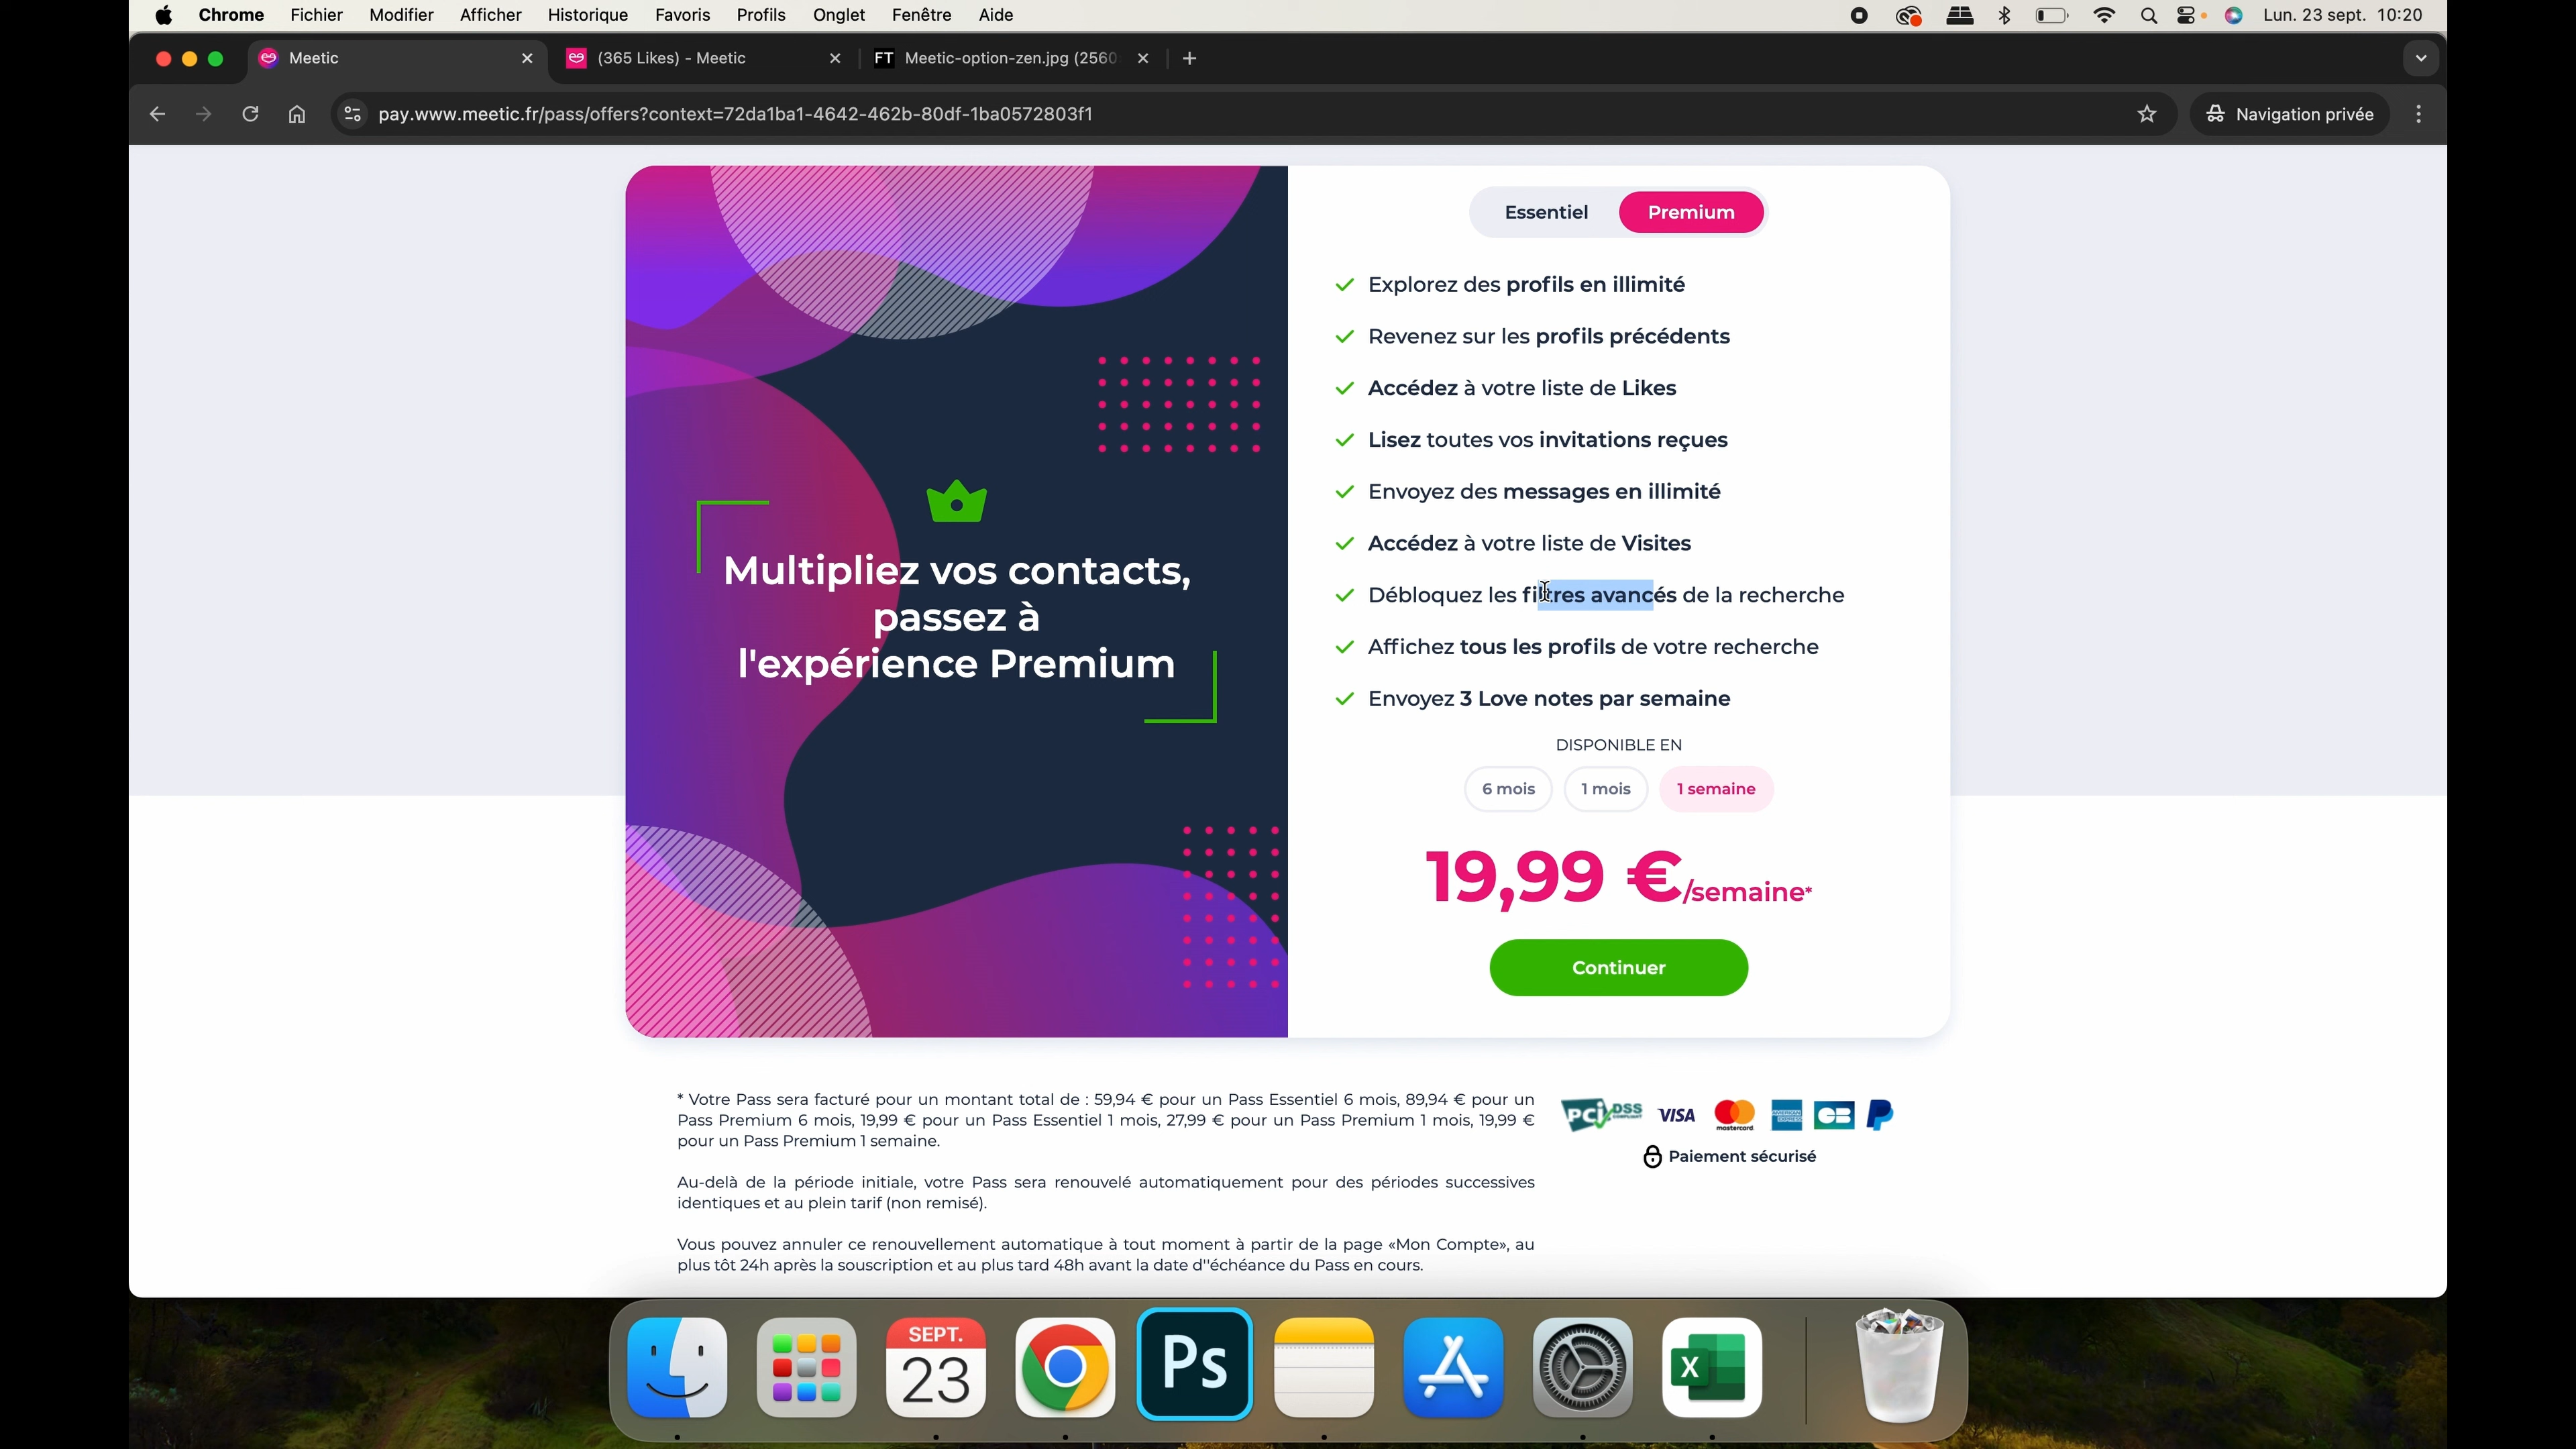 Chrome Fichier Modifier Afficher Historique Favoris Profils Onglet Fenêtre Aide Lun. 23 sept. 10:20
Meetic (365 Likes) - Meetic FT Meetic-option-zen.jpg (2560
pay.www.meetic.fr/pass/offers?context=72da1ba1-4642-462b-80df-1ba0572803f1 Navigation privée
Multipliez vos contacts,
passez à
l'expérience Premium
Essentiel Premium
Explorez des profils en illimité
Revenez sur les profils précédents
Accédez à votre liste de Likes
Lisez toutes vos invitations reçues
Envoyez des messages en illimité
Accédez à votre liste de Visites
Débloquez les filtres avancés de la recherche
Affichez tous les profils de votre recherche
Envoyez 3 Love notes par semaine
DISPONIBLE EN
6 mois 1 mois 1 semaine
19,99 €/semaine*
Continuer
* Votre Pass sera facturé pour un montant total de : 59,94 € pour un Pass Essentiel 6 mois, 89,94 € pour un
Pass Premium 6 mois, 19,99 € pour un Pass Essentiel 1 mois, 27,99 € pour un Pass Premium 1 mois, 19,99 €
pour un Pass Premium 1 semaine.
Au-delà de la période initiale, votre Pass sera renouvelé automatiquement pour des périodes successives
identiques et au plein tarif (non remisé).
Vous pouvez annuler ce renouvellement automatique à tout moment à partir de la page «Mon Compte», au
plus tôt 24h après la souscription et au plus tard 48h avant la date d''échéance du Pass en cours.
PCI DSS COMPLIANT VISA mastercard AMERICAN EXPRESS CB
Paiement sécurisé
SEPT.
23
Ps
X